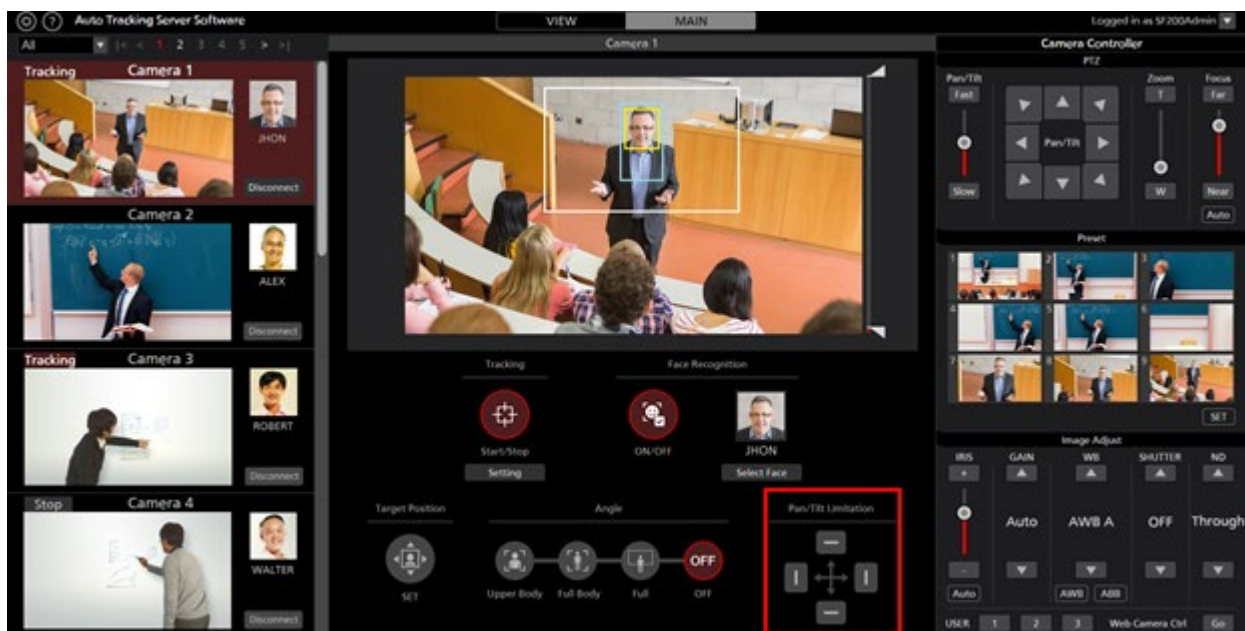 Auto Tracking Server Software
VIEW
MAIN
Logged in as SF200Admin
All
|< < 1 2 3 4 5 > >|
Tracking
Camera 1
JHON
Disconnect
Camera 2
ALEX
Disconnect
Tracking
Camera 3
ROBERT
Disconnect
Stop
Camera 4
WALTER
Disconnect
Camera 1
Tracking
Face Recognition
Start/Stop
ON/OFF
JHON
Setting
Select Face
Target Position
Angle
Pan/Tilt Limitation
OFF
SET
Upper Body
Full Body
Full
OFF
Camera Controller
PTZ
Pan/Tilt
Zoom
Focus
Fast
T
Far
Pan/Tilt
Slow
W
Near
Auto
Preset
1 2 3
4 5 6
7 8 9
SET
Image Adjust
IRIS
GAIN
WB
SHUTTER
ND
+
Auto
AWB A
OFF
Through
-
Auto
AWB
ABB
USER
1
2
3
Web Camera Ctrl
Go